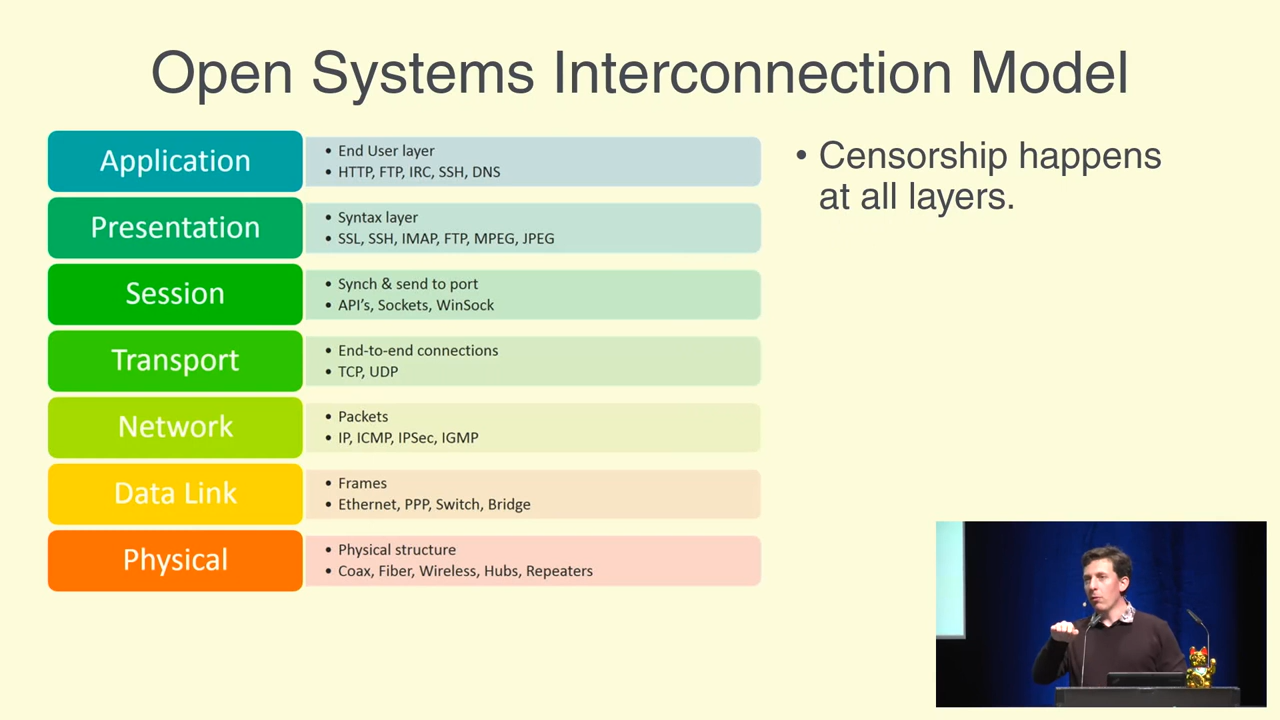 Open Systems Interconnection Model
Application
• End User layer
• HTTP, FTP, IRC, SSH, DNS
Presentation
• Syntax layer
• SSL, SSH, IMAP, FTP, MPEG, JPEG
Session
• Synch & send to port
• API's, Sockets, WinSock
Transport
• End-to-end connections
• TCP, UDP
Network
• Packets
• IP, ICMP, IPSec, IGMP
Data Link
• Frames
• Ethernet, PPP, Switch, Bridge
Physical
• Physical structure
• Coax, Fiber, Wireless, Hubs, Repeaters
• Censorship happens
at all layers.